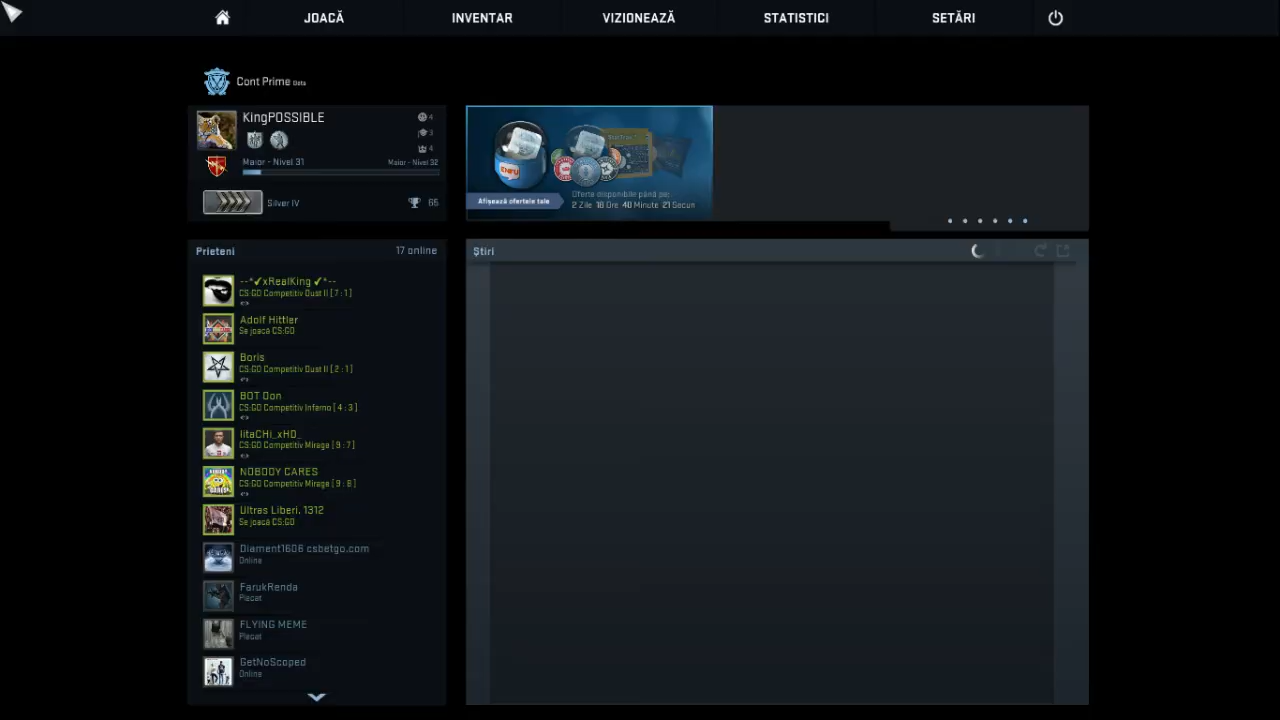 JOACĂ INVENTAR VIZIONEAZĂ STATISTICI SETĂRI
Cont Prime Beta
KingPOSSIBLE
4
3
4
Maior - Nivel 31 Maior - Nivel 32
Silver IV 65
Afișează ofertele tale
Oferte disponibile până pe:
2 Zile 18 Ore 40 Minute 21 Secun
Prieteni 17 online
Știri
--*✓xRealKing ✓*--
CS:GO Competitiv Dust II [ 7 : 1 ]
Adolf Hittler
Se joacă CS:GO
Boris
CS:GO Competitiv Dust II [ 2 : 1 ]
BOT Don
CS:GO Competitiv Inferno [ 4 : 3 ]
IitaCHi_xHD_
CS:GO Competitiv Mirage [ 9 : 7 ]
NOBODY CARES
CS:GO Competitiv Mirage [ 9 : 8 ]
Ultras Liberi. 1312
Se joacă CS:GO
Diament1606 csbetgo.com
Online
FarukRenda
Plecat
FLYING MEME
Plecat
GetNoScoped
Online